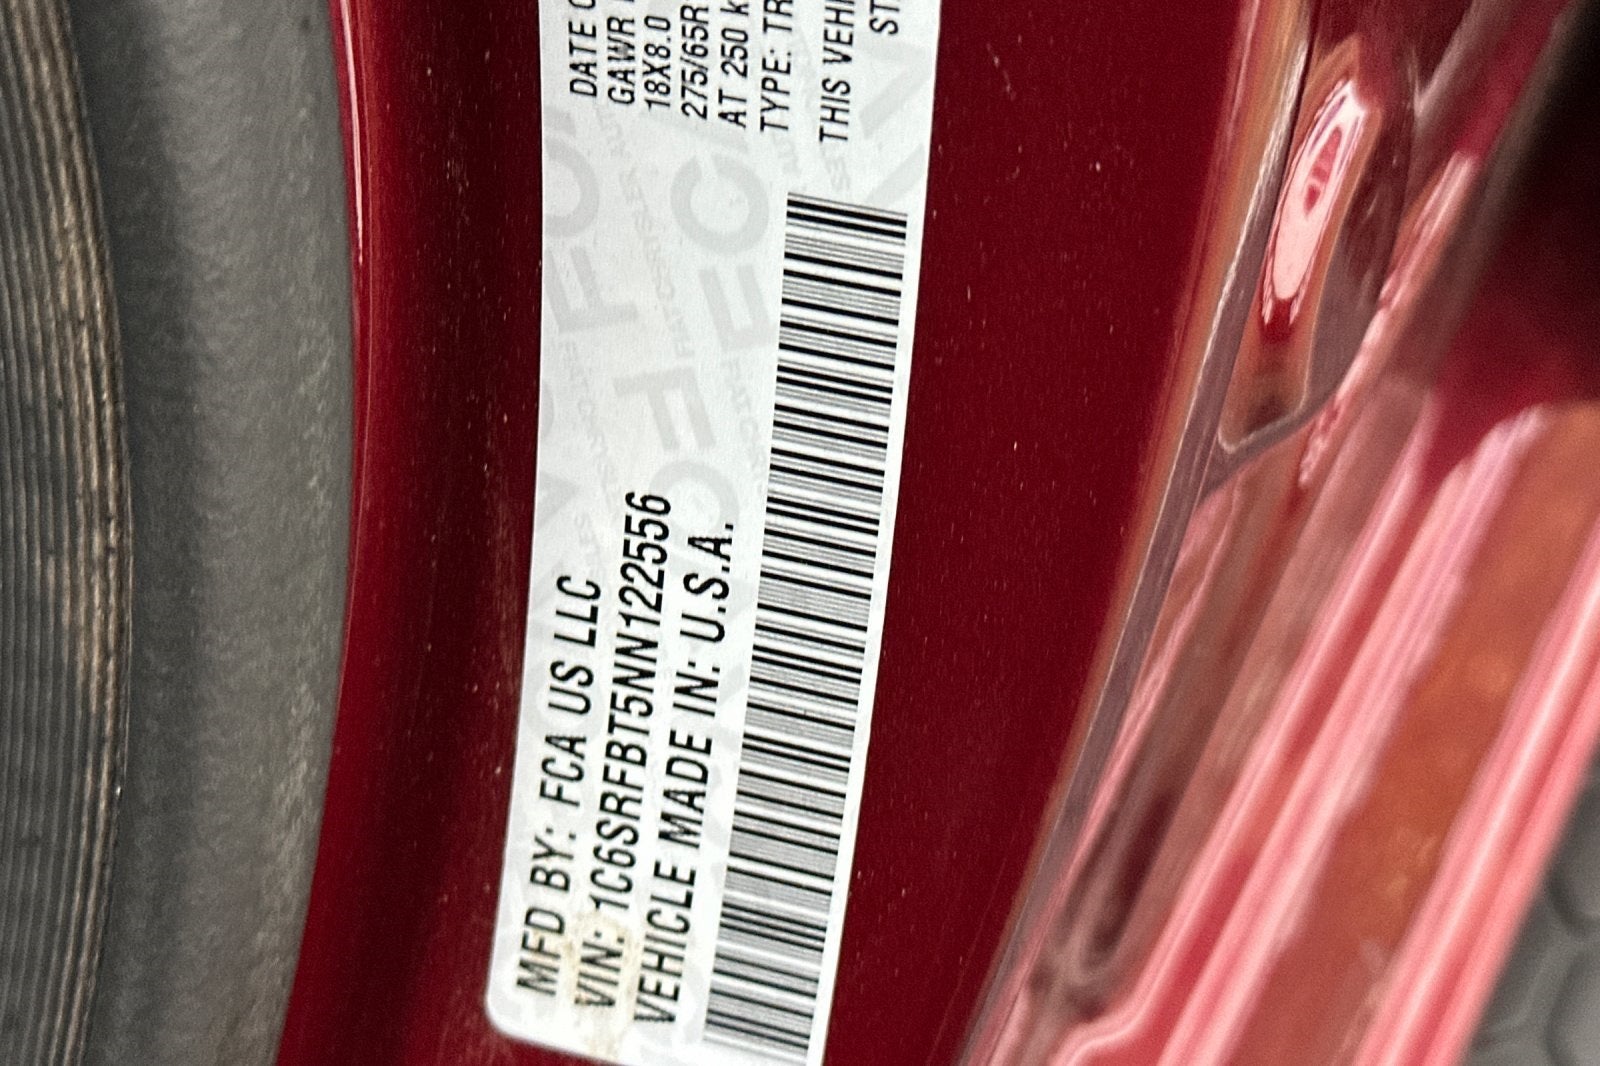 MFD BY: FCA US LLC
VIN: 1C6SRFBT5NN122556
VEHICLE MADE IN: U.S.A.
DATE O
GAWR
18X8.0
275/65R
AT 250 k
TYPE: TR
THIS VEHI
ST